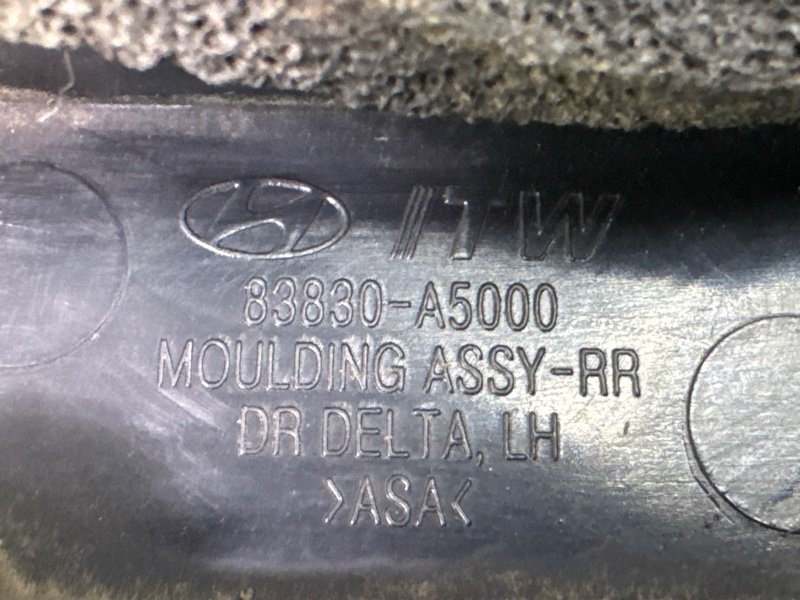 ITW
83830-A5000
MOULDING ASSY-RR
DR DELTA, LH
>ASA<